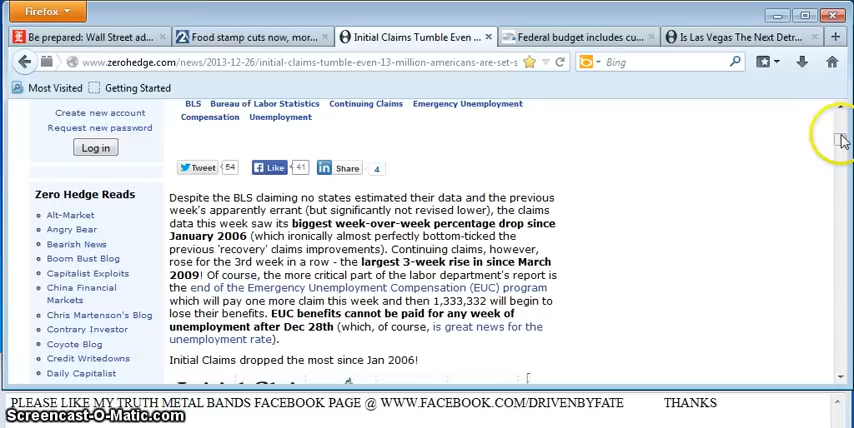 Firefox
Be prepared: Wall Street ad...
Food stamp cuts now, mor...
Initial Claims Tumble Even ...
Federal budget includes cu...
Is Las Vegas The Next Detr...
www.zerohedge.com/news/2013-12-26/initial-claims-tumble-even-13-million-americans-are-set-s
Bing
Most Visited
Getting Started
Create new account
Request new password
Log in
Zero Hedge Reads
Alt-Market
Angry Bear
Bearish News
Boom Bust Blog
Capitalist Exploits
China Financial
Markets
Chris Martenson's Blog
Contrary Investor
Coyote Blog
Credit Writedowns
Daily Capitalist
BLS Bureau of Labor Statistics Continuing Claims Emergency Unemployment
Compensation Unemployment
Tweet 54 Like 41 Share 4
Despite the BLS claiming no states estimated their data and the previous
week's apparently errant (but significantly not revised lower), the claims
data this week saw its biggest week-over-week percentage drop since
January 2006 (which ironically almost perfectly bottom-ticked the
previous 'recovery' claims improvements). Continuing claims, however,
rose for the 3rd week in a row - the largest 3-week rise in since March
2009! Of course, the more critical part of the labor department's report is
the end of the Emergency Unemployment Compensation (EUC) program
which will pay one more claim this week and then 1,333,332 will begin to
lose their benefits. EUC benefits cannot be paid for any week of
unemployment after Dec 28th (which, of course, is great news for the
unemployment rate).
Initial Claims dropped the most since Jan 2006!
PLEASE LIKE MY TRUTH METAL BANDS FACEBOOK PAGE @ WWW.FACEBOOK.COM/DRIVENBYFATE THANKS
Screencast-O-Matic.com